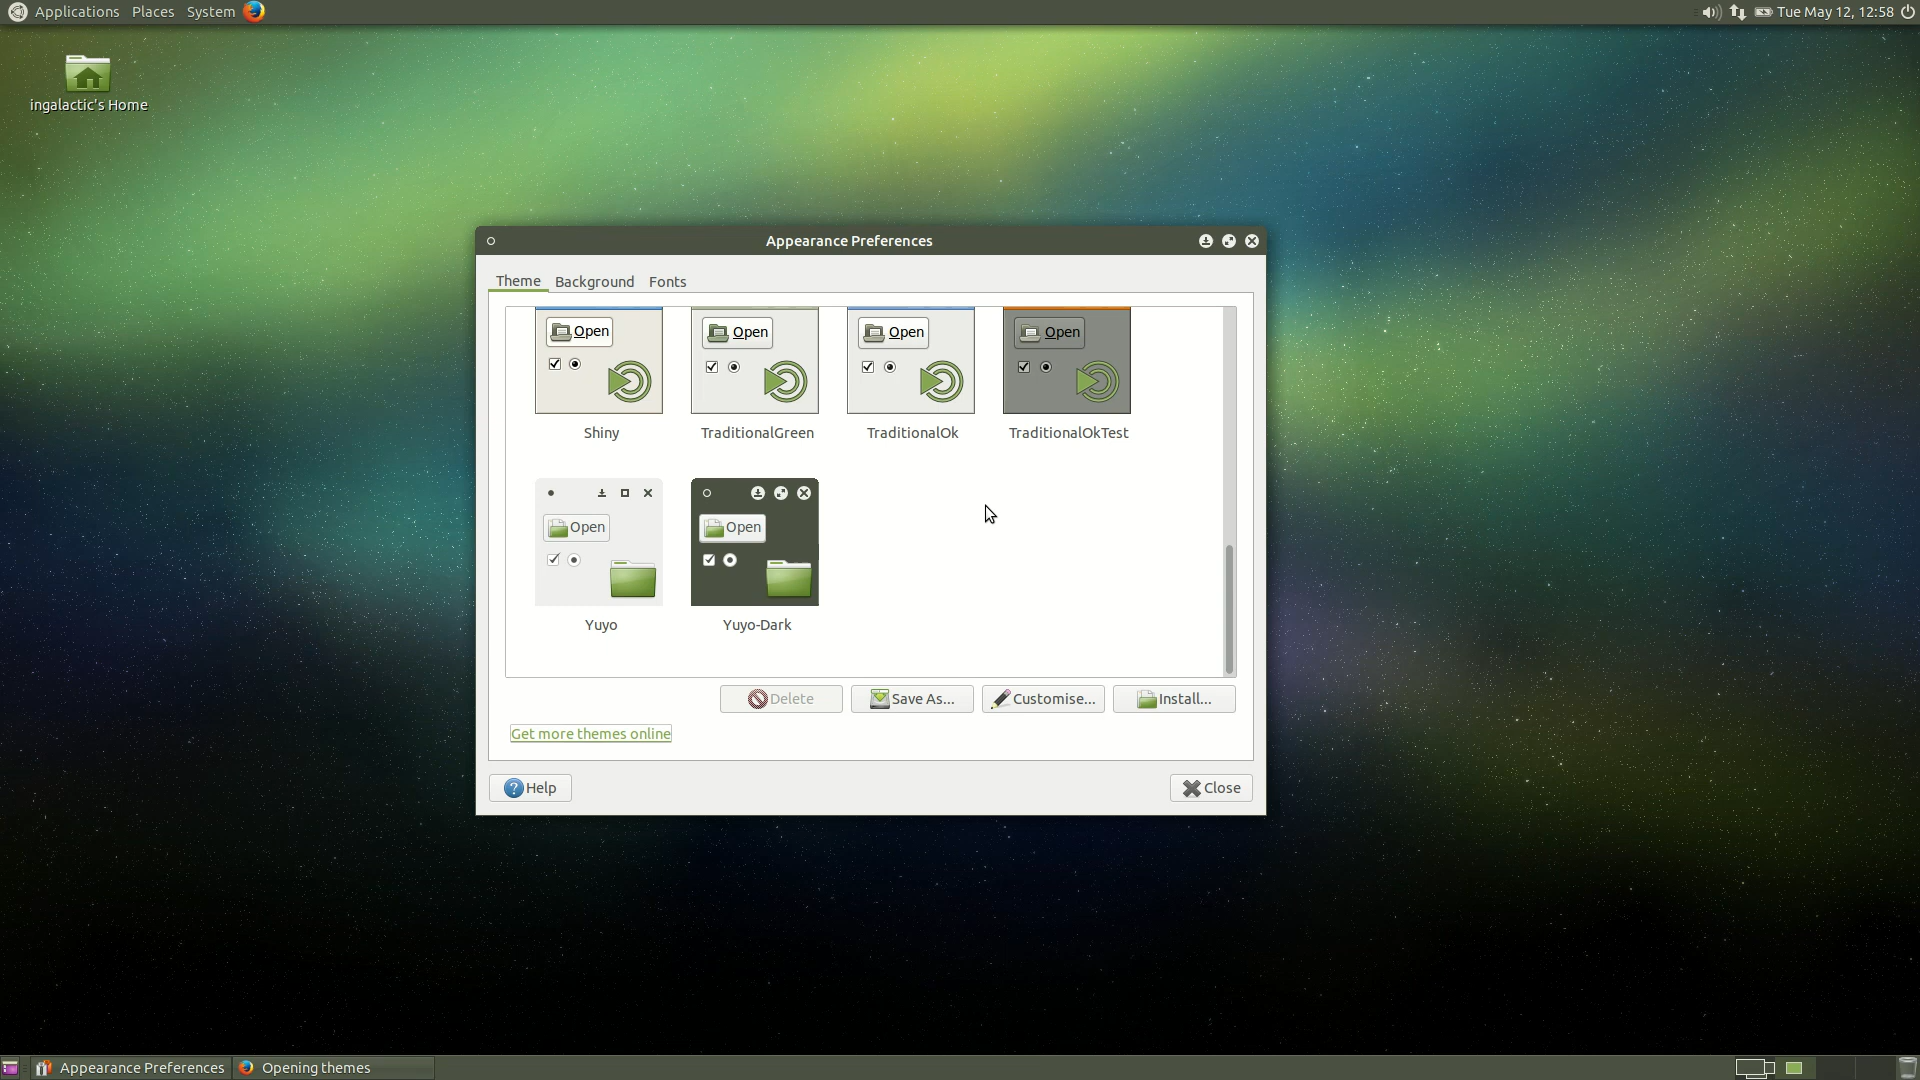 Applications Places System
Tue May 12, 12:58
ingalactic's Home
Appearance Preferences
Theme Background Fonts
Open Open Open Open
Shiny TraditionalGreen TraditionalOk TraditionalOkTest
Open Open
Yuyo Yuyo-Dark
Delete Save As... Customise... Install...
Get more themes online
Help Close
Appearance Preferences Opening themes